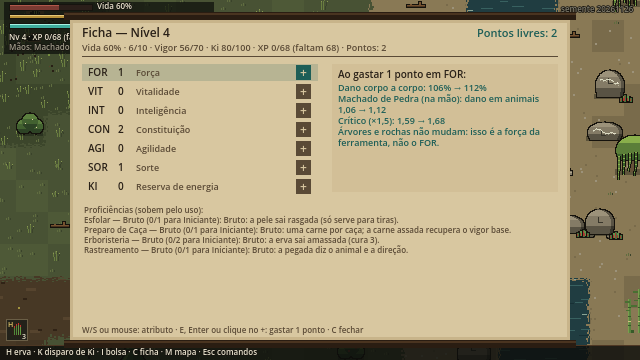 Vida 60%
semente 20261126
Nv 4 · XP 0/68 (f
Mãos: Machado
Ficha — Nível 4
Pontos livres: 2
Vida 60% · 6/10 · Vigor 56/70 · Ki 80/100 · XP 0/68 (faltam 68) · Pontos: 2
FOR 1 Força +
VIT 0 Vitalidade +
INT 0 Inteligência +
CON 2 Constituição +
AGI 0 Agilidade +
SOR 1 Sorte +
KI 0 Reserva de energia +
Ao gastar 1 ponto em FOR:
Dano corpo a corpo: 106% → 112%
Machado de Pedra (na mão): dano em animais
1,06 → 1,12
Crítico (×1,5): 1,59 → 1,68
Árvores e rochas não mudam: isso é a força da
ferramenta, não o FOR.
Proficiências (sobem pelo uso):
Esfolar — Bruto (0/1 para Iniciante): Bruto: a pele sai rasgada (só serve para tiras).
Preparo de Caça — Bruto (0/1 para Iniciante): Bruto: uma carne por caça; a carne assada recupera o vigor base.
Erboristeria — Bruto (0/2 para Iniciante): Bruto: a erva sai amassada (cura 3).
Rastreamento — Bruto (0/1 para Iniciante): Bruto: a pegada diz o animal e a direção.
W/S ou mouse: atributo · E, Enter ou clique no +: gastar 1 ponto · C fechar
H
3
H erva · K disparo de Ki · I bolsa · C ficha · M mapa · Esc comandos